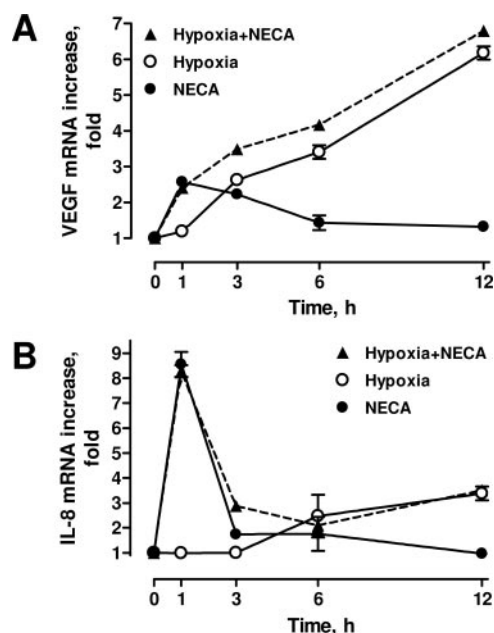 A
VEGF mRNA increase,
fold
7
6
5
4
3
2
1
Hypoxia+NECA
Hypoxia
NECA
0 1 3 6 12
Time, h
B
IL-8 mRNA increase,
fold
9
8
7
6
5
4
3
2
1
Hypoxia+NECA
Hypoxia
NECA
0 1 3 6 12
Time, h